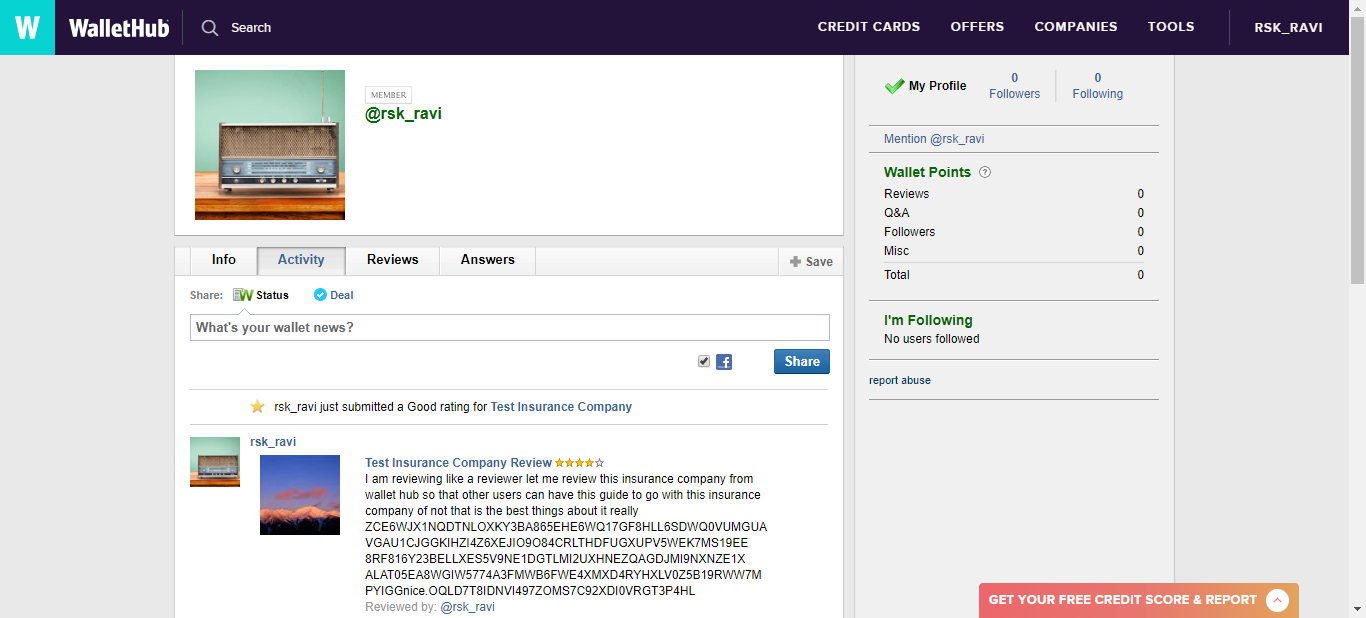 W WalletHub Search CREDIT CARDS OFFERS COMPANIES TOOLS RSK_RAVI
MEMBER
@rsk_ravi
My Profile
0 Followers
0 Following
Mention @rsk_ravi
Wallet Points ?
Reviews 0
Q&A 0
Followers 0
Misc 0
Total 0
I'm Following
No users followed
report abuse
Info Activity Reviews Answers Save
Share: W Status Deal
What's your wallet news?
f Share
rsk_ravi just submitted a Good rating for Test Insurance Company
rsk_ravi
Test Insurance Company Review
I am reviewing like a reviewer let me review this insurance company from
wallet hub so that other users can have this guide to go with this insurance
company of not that is the best things about it really
ZCE6WJX1NQDTNLOXKY3BA865EHE6WQ17GF8HLL6SDWQ0VUMGUA
VGAU1CJGGKIHZI4Z6XEJIO9O84CRLTHDFUGXUPV5WEK7MS19EE
8RF816Y23BELLXES5V9NE1DGTLMI2UXHNEZQAGDJMI9NXNZE1X
ALAT05EA8WGIW5774A3FMWB6FWE4XMXD4RYHXLV0Z5B19RWW7M
PYIGGnice.OQLD7T8IDNVI497ZOMS7C92XDI0VRGT3P4HL
Reviewed by: @rsk_ravi
GET YOUR FREE CREDIT SCORE & REPORT